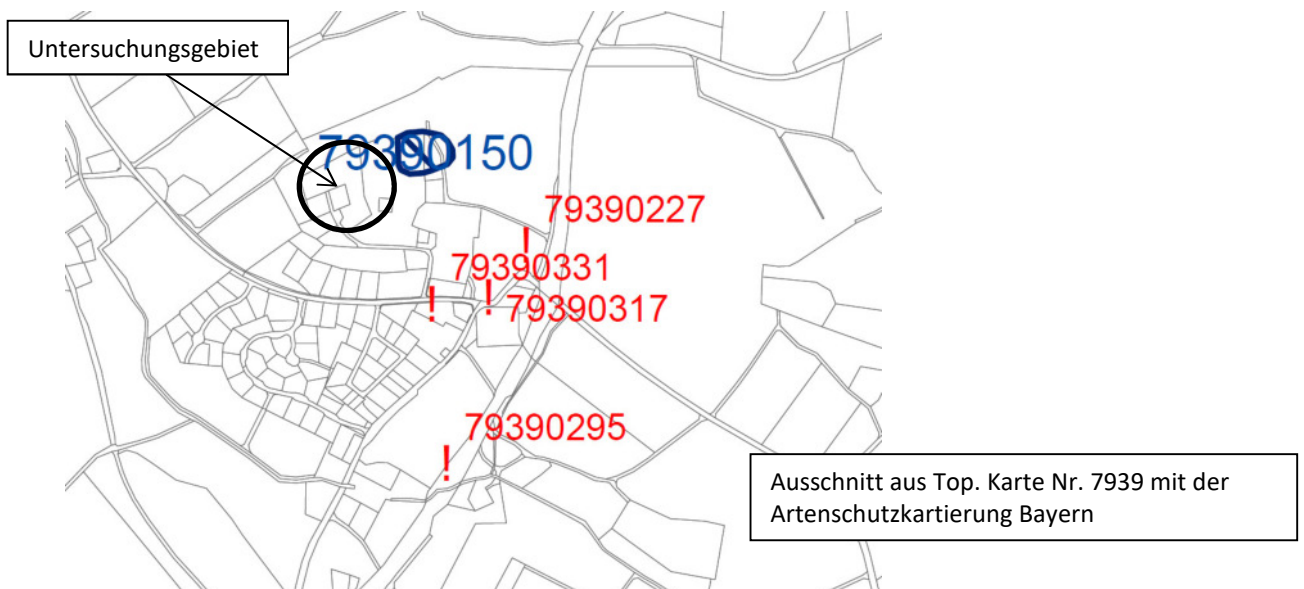 Untersuchungsgebiet
79390150
79390227
!
79390331
!
! 79390317
79390295
!
Ausschnitt aus Top. Karte Nr. 7939 mit der
Artenschutzkartierung Bayern